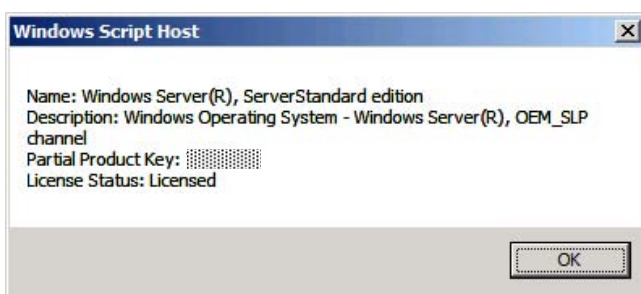 Windows Script Host
Name: Windows Server(R), ServerStandard edition
Description: Windows Operating System - Windows Server(R), OEM_SLP
channel
Partial Product Key:
License Status: Licensed
OK